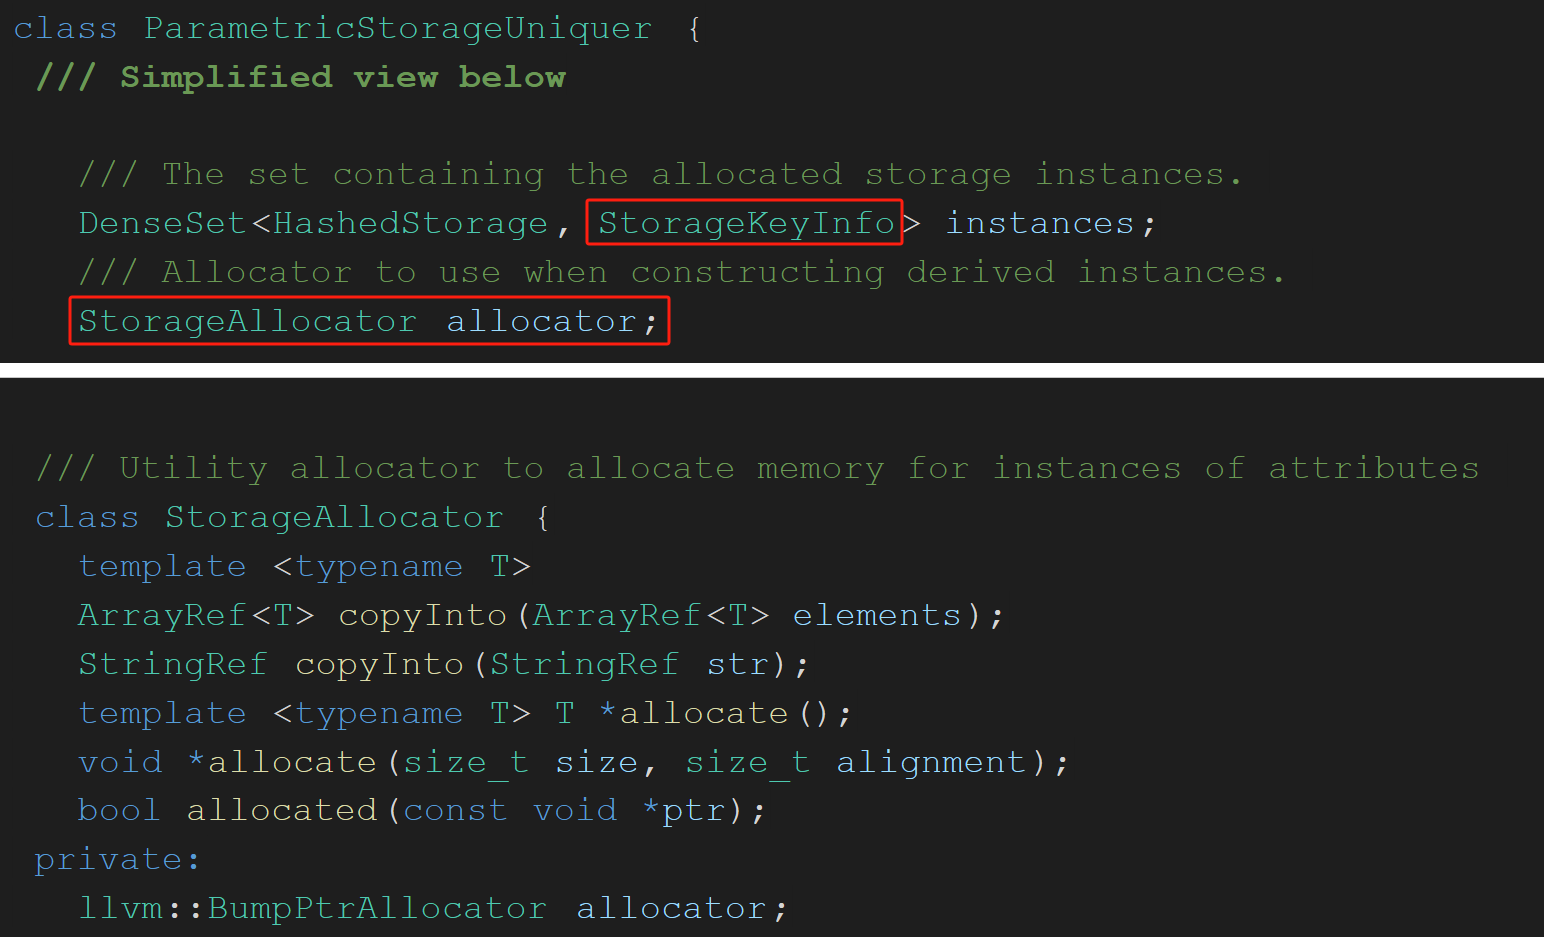 class ParametricStorageUniquer {
/// Simplified view below
/// The set containing the allocated storage instances.
DenseSet<HashedStorage, StorageKeyInfo> instances;
/// Allocator to use when constructing derived instances.
StorageAllocator allocator;
/// Utility allocator to allocate memory for instances of attributes
class StorageAllocator {
template <typename T>
ArrayRef<T> copyInto(ArrayRef<T> elements);
StringRef copyInto(StringRef str);
template <typename T> T *allocate();
void *allocate(size_t size, size_t alignment);
bool allocated(const void *ptr);
private:
llvm::BumpPtrAllocator allocator;